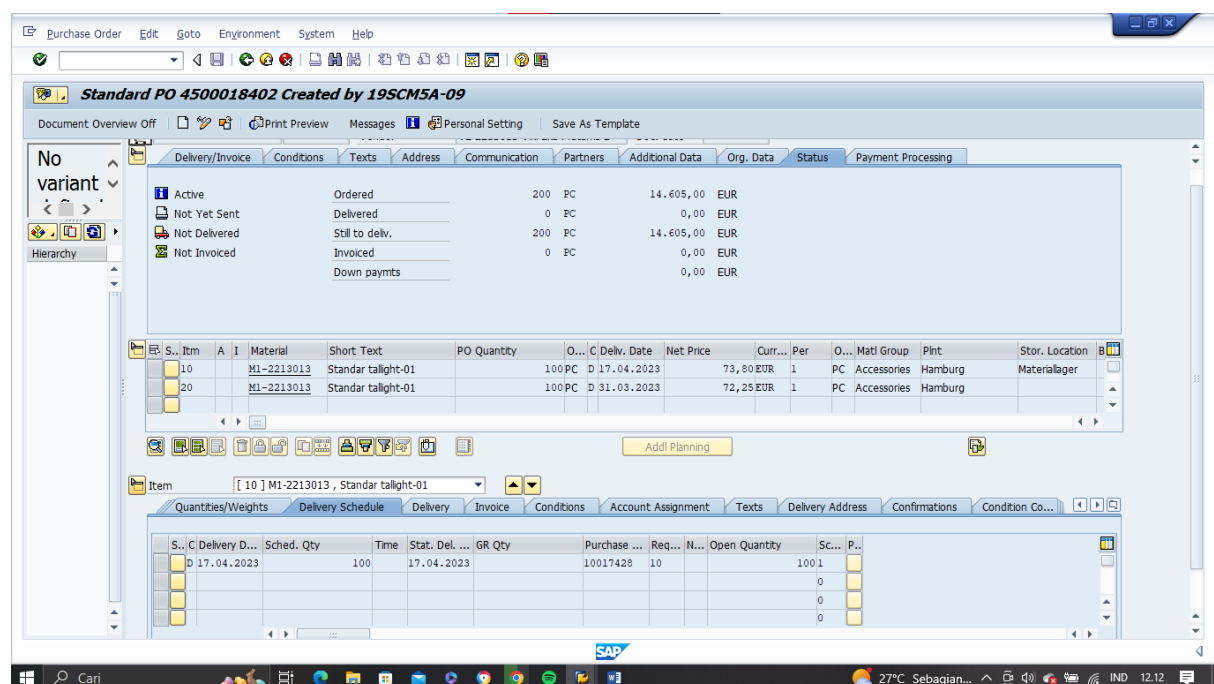 Purchase Order Edit Goto Environment System Help
Standard PO 4500018402 Created by 19SCM5A-09
Document Overview Off Print Preview Messages Personal Setting Save As Template
No
variant
Hierarchy
Delivery/Invoice Conditions Texts Address Communication Partners Additional Data Org. Data Status Payment Processing
Active Ordered 200 PC 14.605,00 EUR
Not Yet Sent Delivered 0 PC 0,00 EUR
Not Delivered Still to deliv. 200 PC 14.605,00 EUR
Not Invoiced Invoiced 0 PC 0,00 EUR
Down paymts 0,00 EUR
S.. Itm A I Material Short Text PO Quantity O... C Deliv. Date Net Price Curr... Per O... Matl Group Plnt Stor. Location B
10 M1-2213013 Standar tallght-01 100 PC D 17.04.2023 73,80 EUR 1 PC Accessories Hamburg Materiallager
20 M1-2213013 Standar tallght-01 100 PC D 31.03.2023 72,25 EUR 1 PC Accessories Hamburg
Addl Planning
Item [ 10 ] M1-2213013 , Standar tallght-01
Quantities/Weights Delivery Schedule Delivery Invoice Conditions Account Assignment Texts Delivery Address Confirmations Condition Co...
S.. C Delivery D... Sched. Qty Time Stat. Del. ... GR Qty Purchase ... Req... N... Open Quantity Sc... P..
D 17.04.2023 100 17.04.2023 10017428 10 100 1
0
0
0
SAP
Cari 27°C Sebagian... IND 12.12